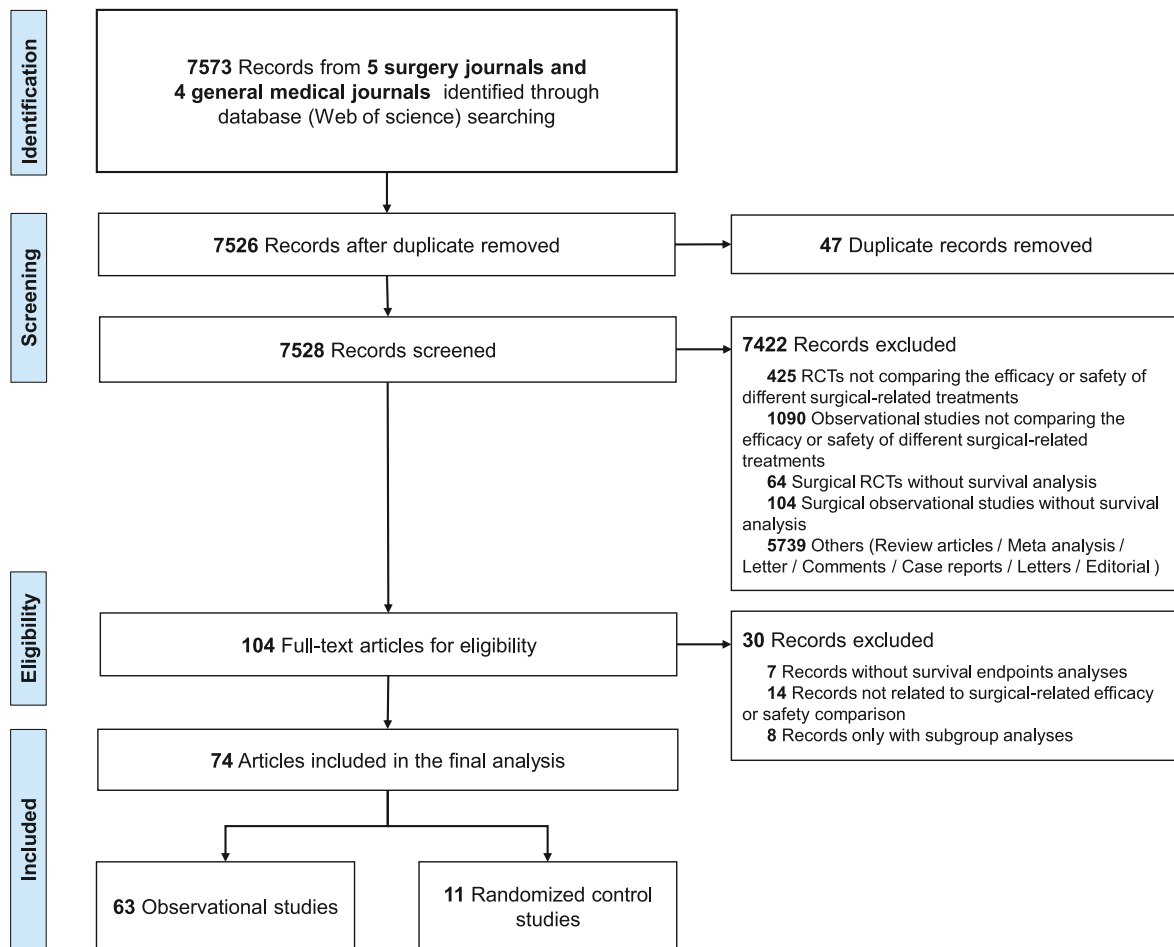 Identification
7573 Records from 5 surgery journals and
4 general medical journals identified through
database (Web of science) searching
Screening
7526 Records after duplicate removed
47 Duplicate records removed
7528 Records screened
7422 Records excluded
425 RCTs not comparing the efficacy or safety of
different surgical-related treatments
1090 Observational studies not comparing the
efficacy or safety of different surgical-related
treatments
64 Surgical RCTs without survival analysis
104 Surgical observational studies without survival
analysis
5739 Others (Review articles / Meta analysis /
Letter / Comments / Case reports / Letters / Editorial )
Eligibility
104 Full-text articles for eligibility
30 Records excluded
7 Records without survival endpoints analyses
14 Records not related to surgical-related efficacy
or safety comparison
8 Records only with subgroup analyses
Included
74 Articles included in the final analysis
63 Observational studies
11 Randomized control
studies